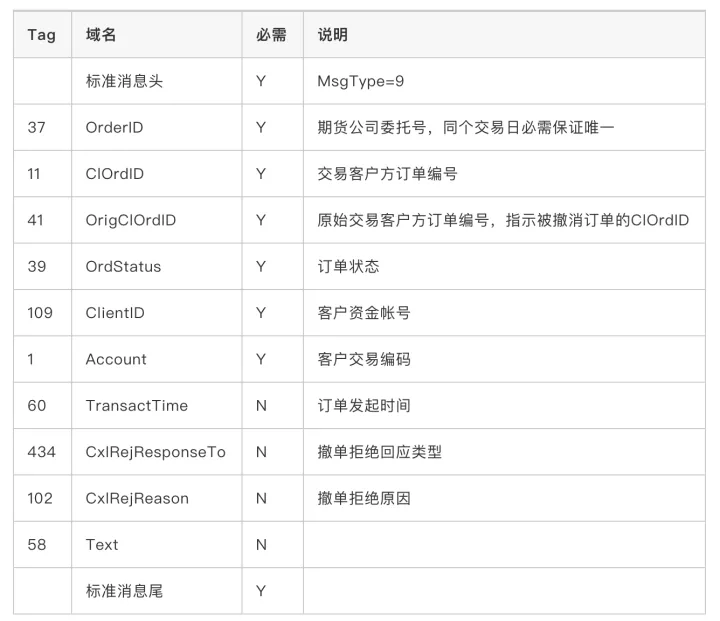 Tag 域名 必需 说明
标准消息头 Y MsgType=9
37 OrderID Y 期货公司委托号，同个交易日必需保证唯一
11 ClOrdID Y 交易客户方订单编号
41 OrigClOrdID Y 原始交易客户方订单编号，指示被撤消订单的ClOrdID
39 OrdStatus Y 订单状态
109 ClientID Y 客户资金帐号
1 Account Y 客户交易编码
60 TransactTime N 订单发起时间
434 CxlRejResponseTo N 撤单拒绝回应类型
102 CxlRejReason N 撤单拒绝原因
58 Text N
标准消息尾 Y